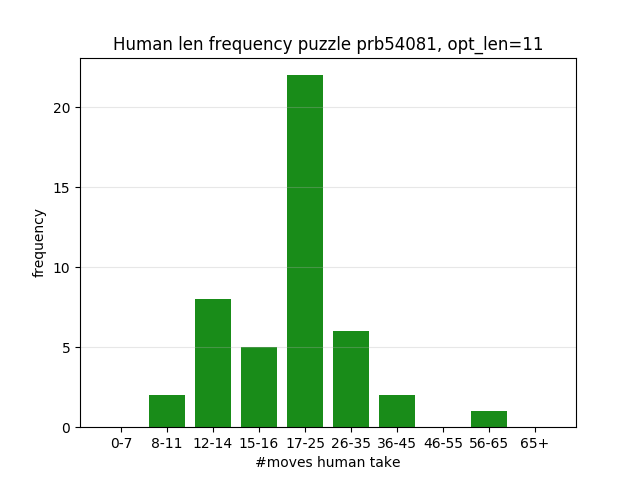 Human len frequency puzzle prb54081, opt_len=11
frequency
20
15
10
5
0
0-7 8-11 12-14 15-16 17-25 26-35 36-45 46-55 56-65 65+
#moves human take